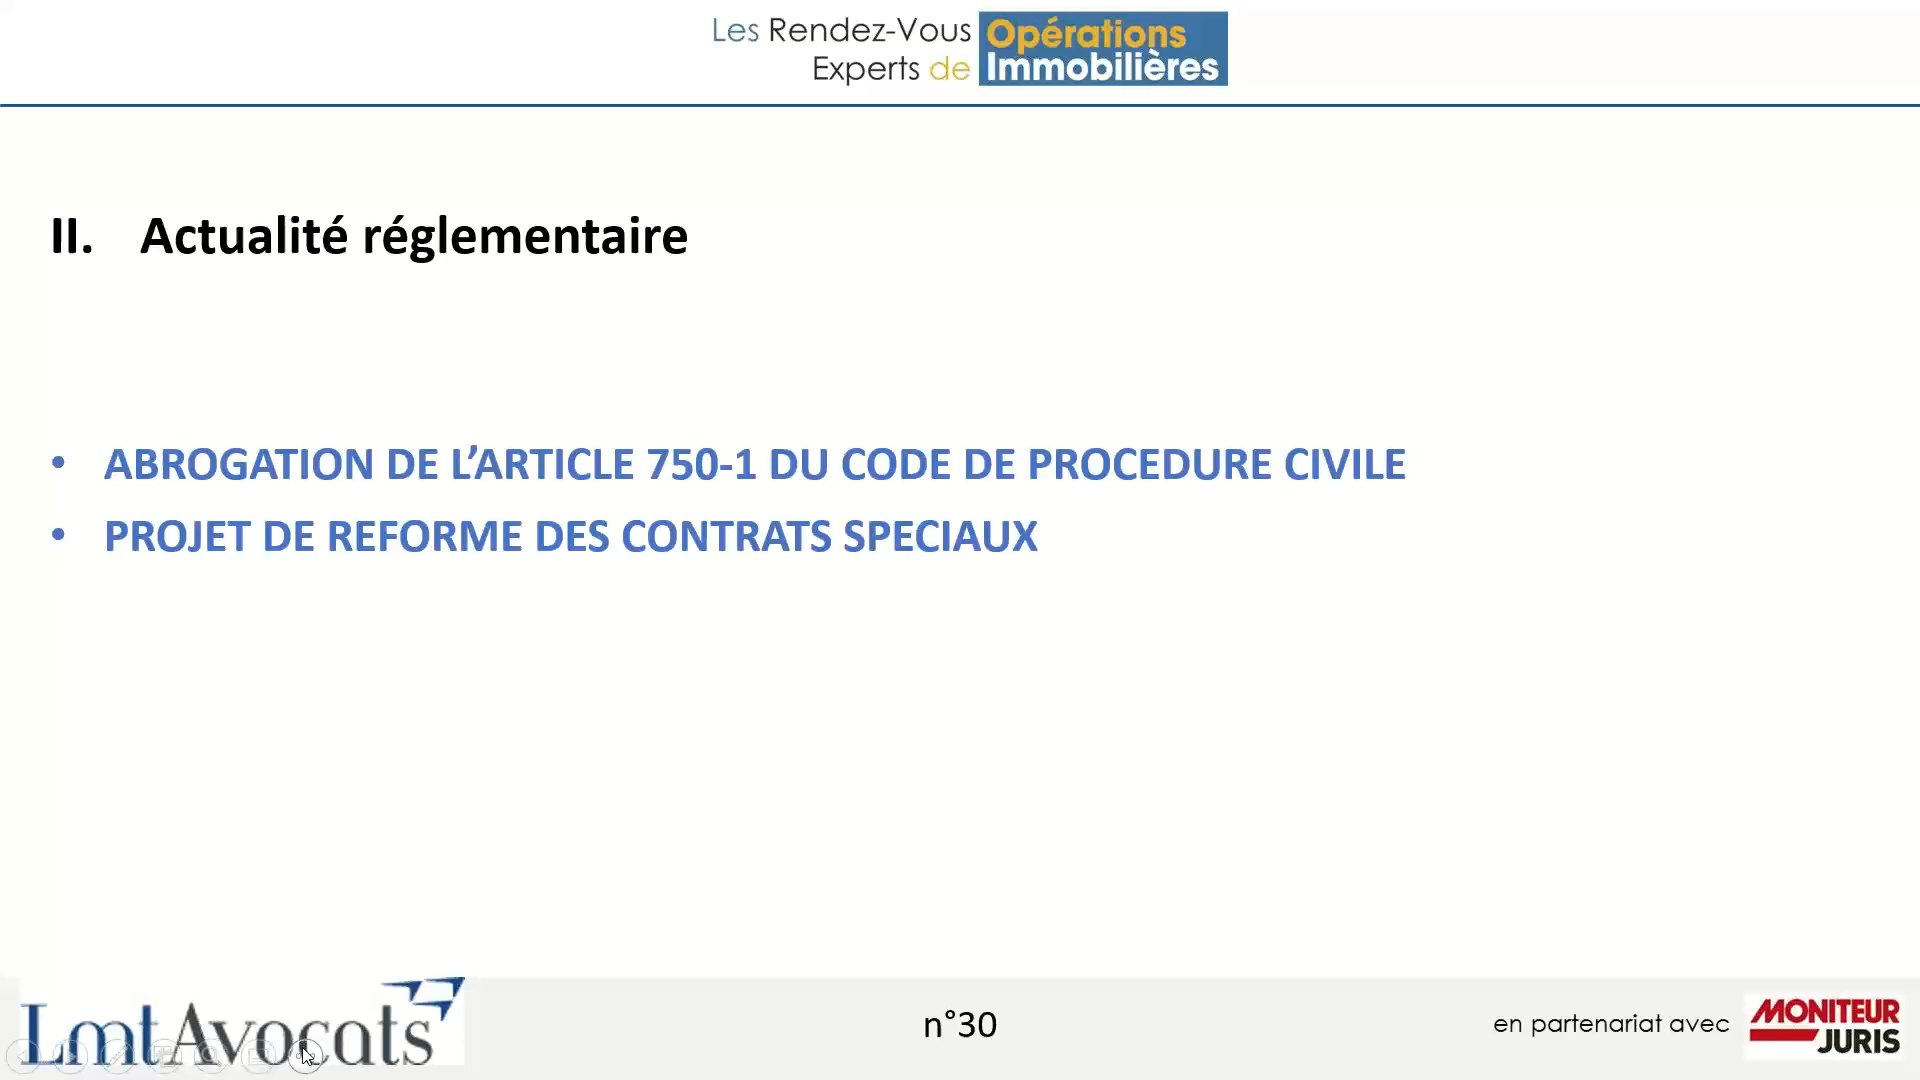 Les Rendez-Vous Opérations
Experts de Immobilières
II. Actualité réglementaire
• ABROGATION DE L’ARTICLE 750-1 DU CODE DE PROCEDURE CIVILE
• PROJET DE REFORME DES CONTRATS SPECIAUX
LmtAvocats
n°30
en partenariat avec
MONITEUR
JURIS